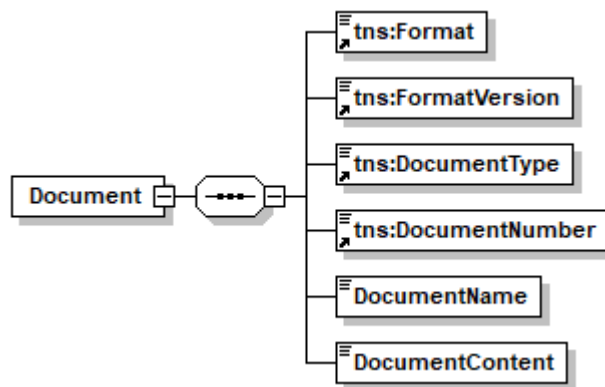 tns:Format
tns:FormatVersion
tns:DocumentType
Document
tns:DocumentNumber
DocumentName
DocumentContent